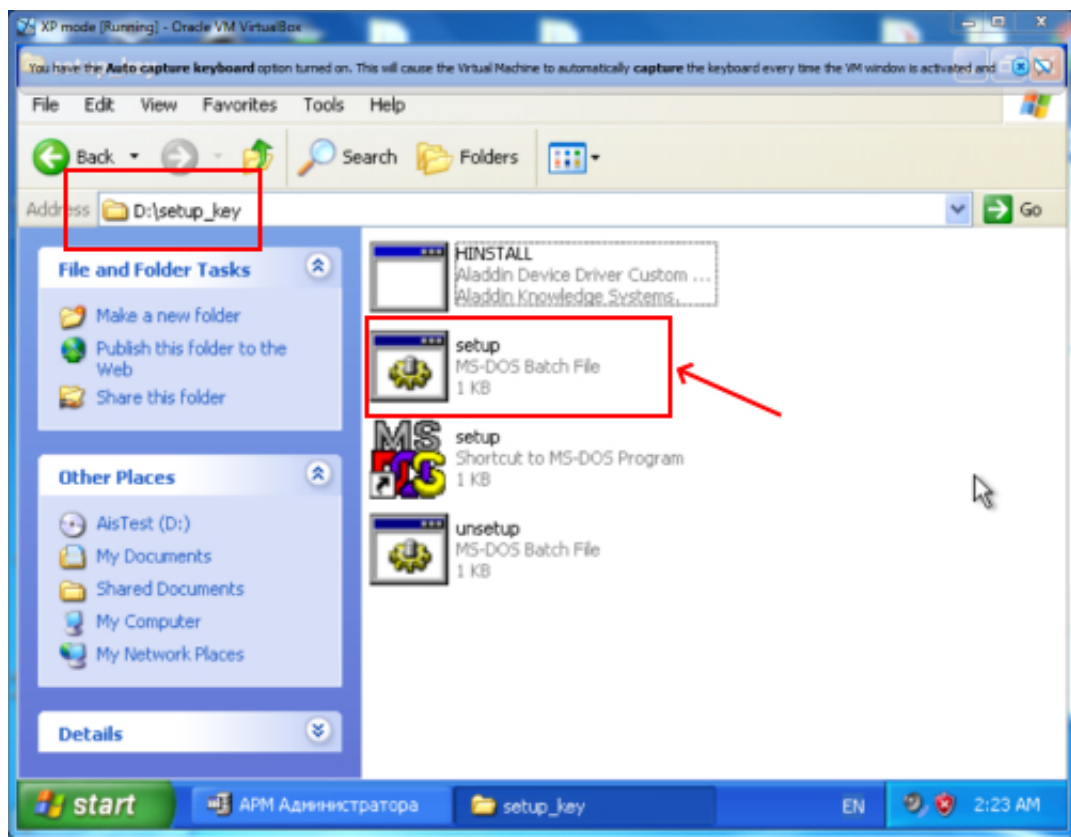 XP mode [Running] - Oracle VM VirtualBox
You have the Auto capture keyboard option turned on. This will cause the Virtual Machine to automatically capture the keyboard every time the VM window is activated and
File Edit View Favorites Tools Help
Back Search Folders
Address D:\setup_key Go
File and Folder Tasks
Make a new folder
Publish this folder to the
Web
Share this folder
Other Places
AisTest (D:)
My Documents
Shared Documents
My Computer
My Network Places
Details
HINSTALL
Aladdin Device Driver Custom ...
Aladdin Knowledge Systems.
setup
MS-DOS Batch File
1 KB
MS
DOS
setup
Shortcut to MS-DOS Program
1 KB
unsetup
MS-DOS Batch File
1 KB
start АРМ Администратора setup_key EN 2:23 AM